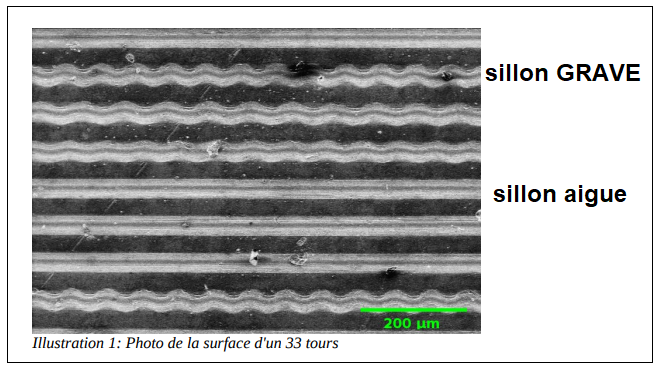 sillon GRAVE
sillon aigue
200 µm
Illustration 1: Photo de la surface d'un 33 tours